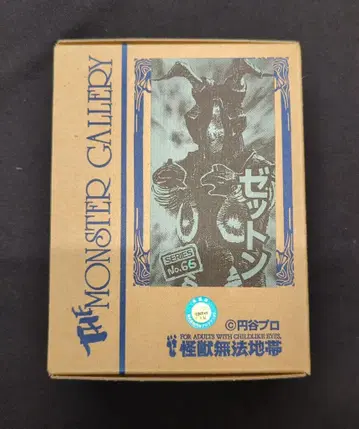 THE MONSTER GALLERY
ゼットン
SERIES
No.66
©円谷プロ
FOR ADULTS WITH CHILDLIKE EYES,
怪獣無法地帯